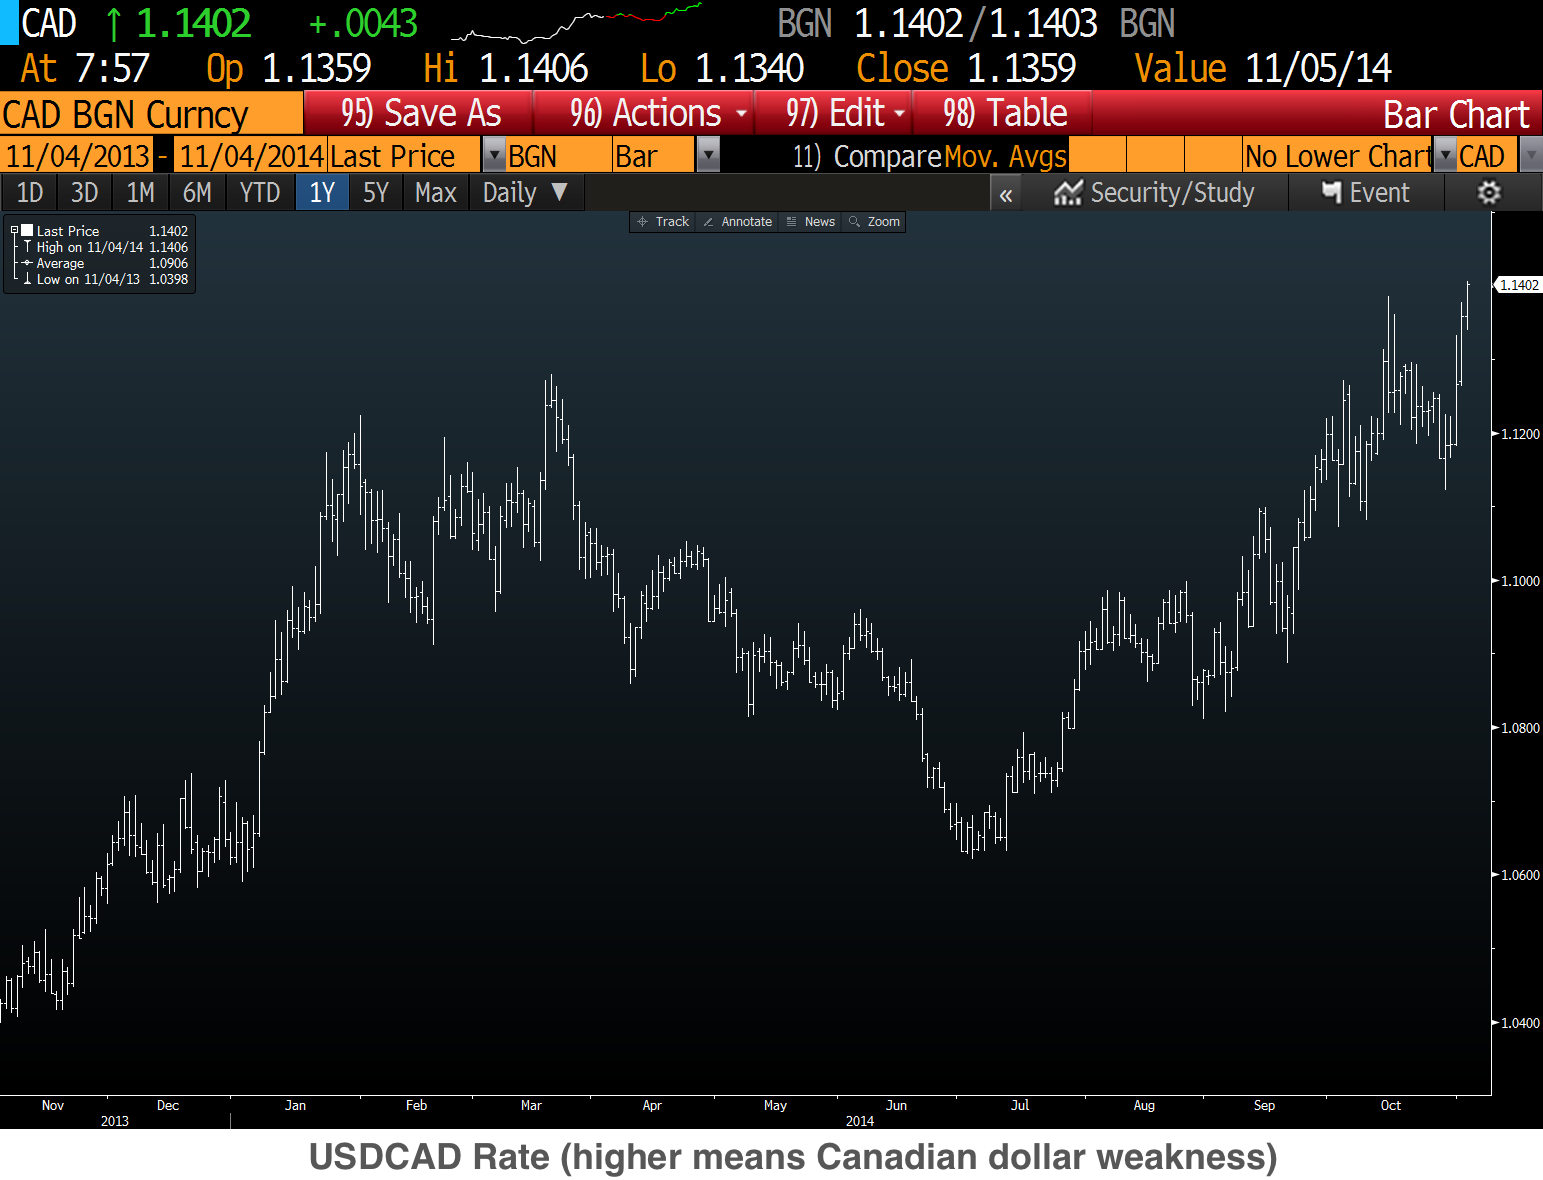 CAD ↑ 1.1402 +.0043 BGN 1.1402/1.1403 BGN
At 7:57 Op 1.1359 Hi 1.1406 Lo 1.1340 Close 1.1359 Value 11/05/14
CAD BGN Curncy 95) Save As 96) Actions 97) Edit 98) Table Bar Chart
11/04/2013 - 11/04/2014 Last Price BGN Bar 11) Compare Mov. Avgs No Lower Chart CAD
1D 3D 1M 6M YTD 1Y 5Y Max Daily ▼ « Security/Study Event
Track Annotate News Zoom
Last Price 1.1402
High on 11/04/14 1.1406
Average 1.0906
Low on 11/04/13 1.0398
1.1402
1.1200
1.1000
1.0800
1.0600
1.0400
Nov Dec Jan Feb Mar Apr May Jun Jul Aug Sep Oct
2013 2014
USDCAD Rate (higher means Canadian dollar weakness)